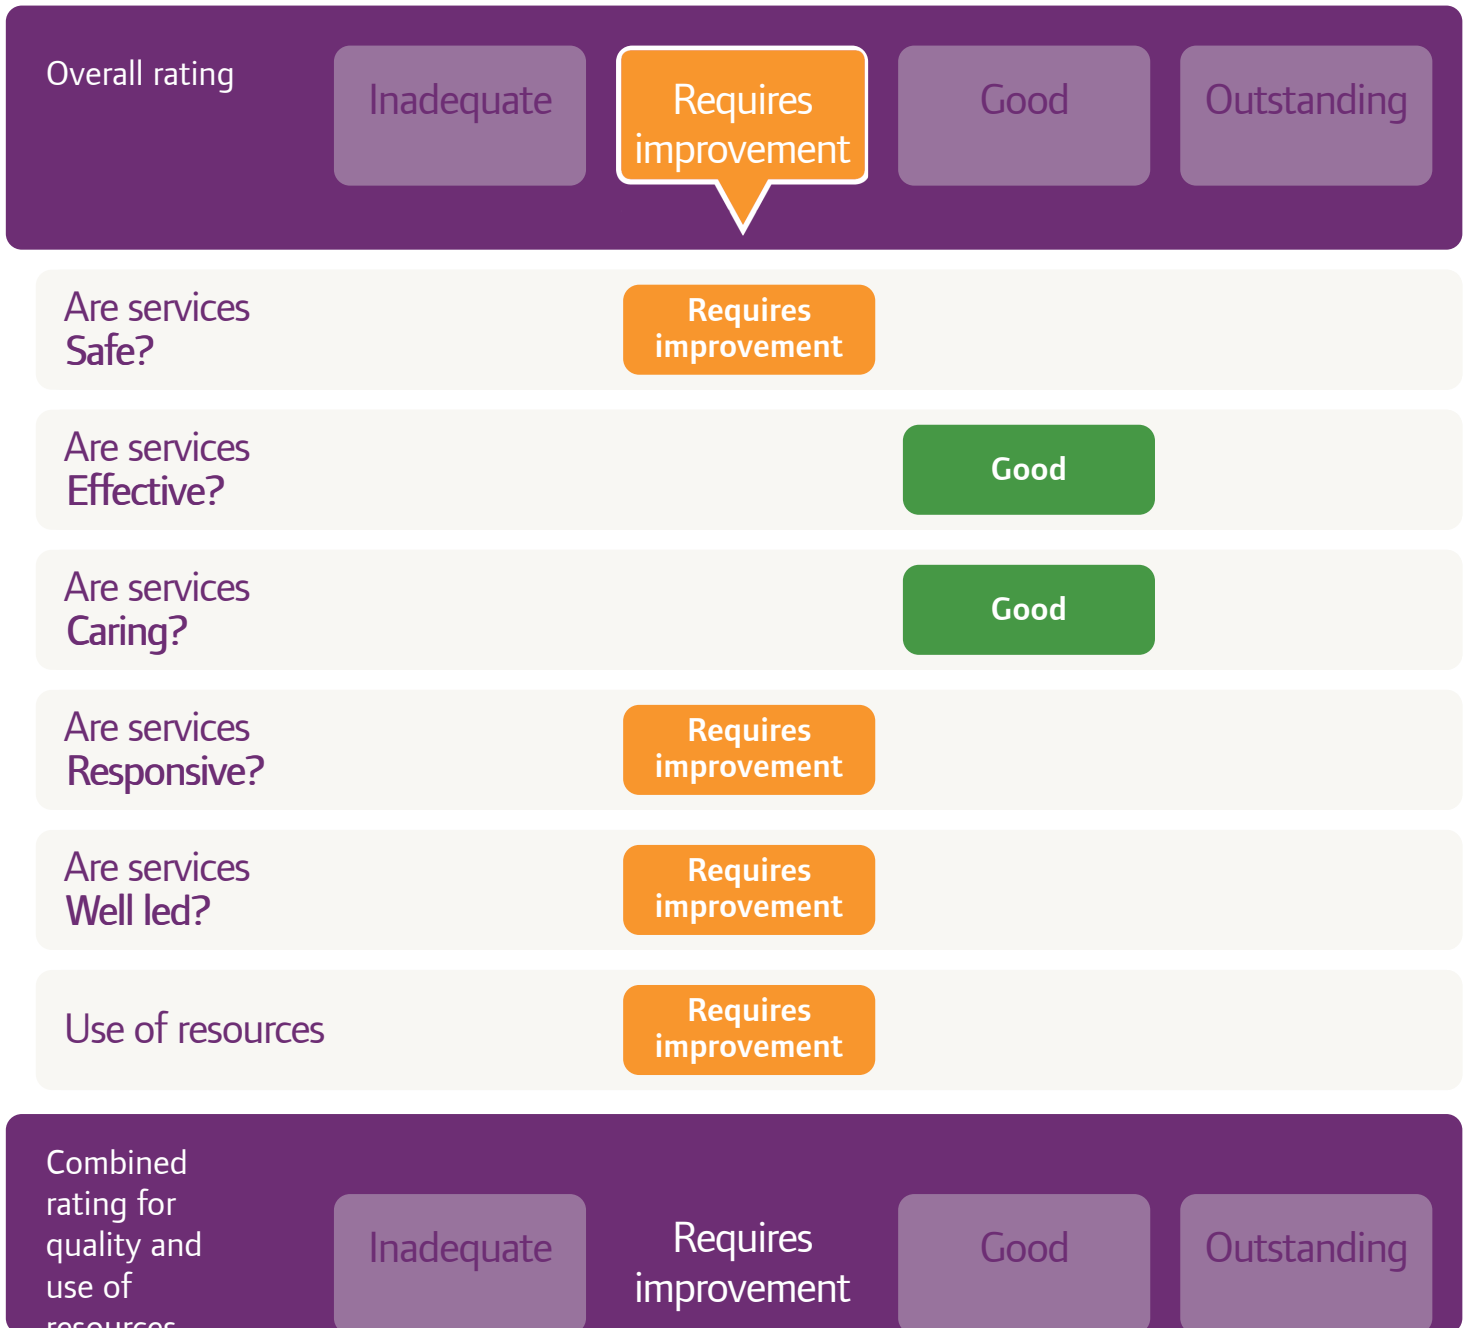 Overall rating
Inadequate
Requires
improvement
Good
Outstanding
Are services
Safe?
Requires
improvement
Are services
Effective?
Good
Are services
Caring?
Good
Are services
Responsive?
Requires
improvement
Are services
Well led?
Requires
improvement
Use of resources
Requires
improvement
Combined
rating for
quality and
use of
resources
Inadequate
Requires
improvement
Good
Outstanding